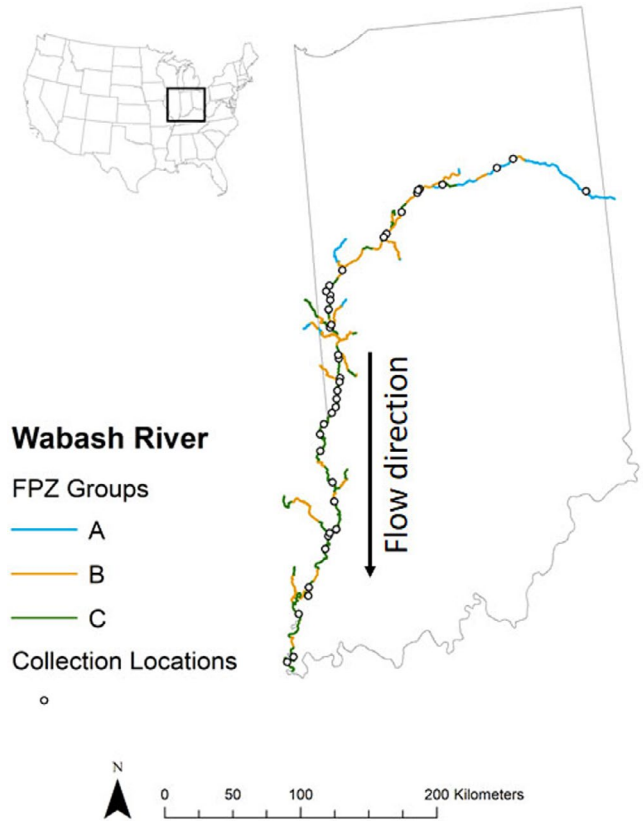 Flow direction
Wabash River
FPZ Groups
A
B
C
Collection Locations
N
0 50 100 200 Kilometers